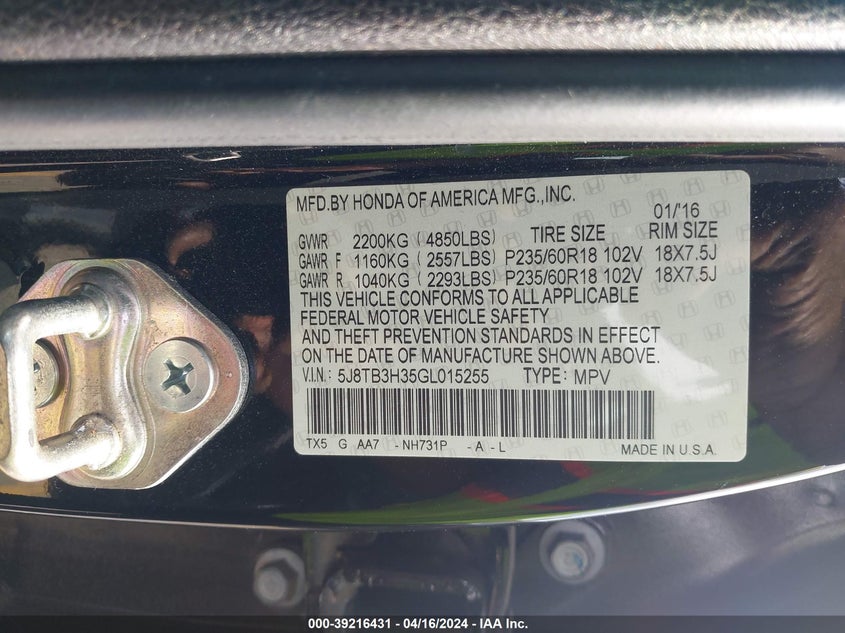 MFD.BY HONDA OF AMERICA MFG.,INC.
01/'16
GVWR 2200KG (4850LBS) TIRE SIZE RIM SIZE
GAWR F 1160KG (2557LBS) P235/60R18 102V 18X7.5J
GAWR R 1040KG (2293LBS) P235/60R18 102V 18X7.5J
THIS VEHICLE CONFORMS TO ALL APPLICABLE
FEDERAL MOTOR VEHICLE SAFETY
AND THEFT PREVENTION STANDARDS IN EFFECT
ON THE DATE OF MANUFACTURE SHOWN ABOVE.
V.I.N.: 5J8TB3H35GL015255 TYPE: MPV
TX5 G AA7 - NH731P - A - L MADE IN U.S.A.
000-39216431 - 04/16/2024 - IAA Inc.